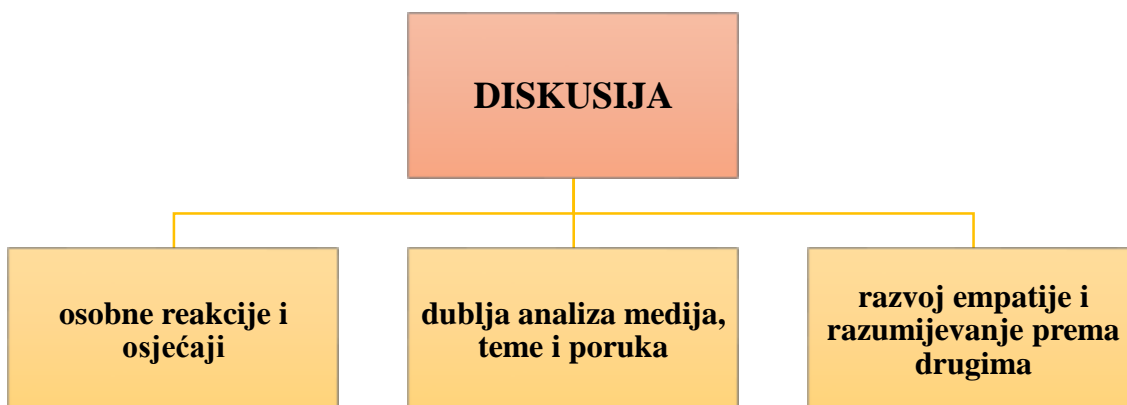 DISKUSIJA
osobne reakcije i
osjećaji
dublja analiza medija,
teme i poruka
razvoj empatije i
razumijevanje prema
drugima